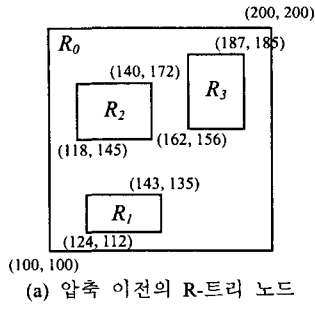 (200, 200)
R0
(187, 185)
(140, 172)
R3
R2
(118, 145)
(162, 156)
(143, 135)
R1
(124, 112)
(100, 100)
(a) 압축 이전의 R-트리 노드